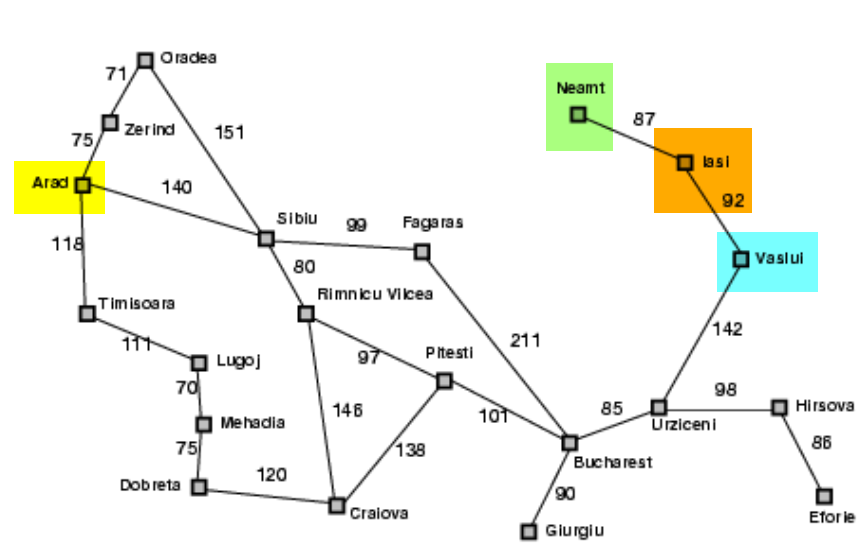 Oradea
71
Neamt
87
Zerind
151
75
Iasi
Arad
140
92
Sibiu
99
Fagaras
118
Vaslui
80
Rimnicu Vilcea
Timisoara
142
111
211
97
Pitesti
Lugoj
70
98
146
101
85
Hirsova
Mehadia
Urziceni
75
138
86
Bucharest
120
Dobreta
90
Craiova
Eforie
Giurgiu